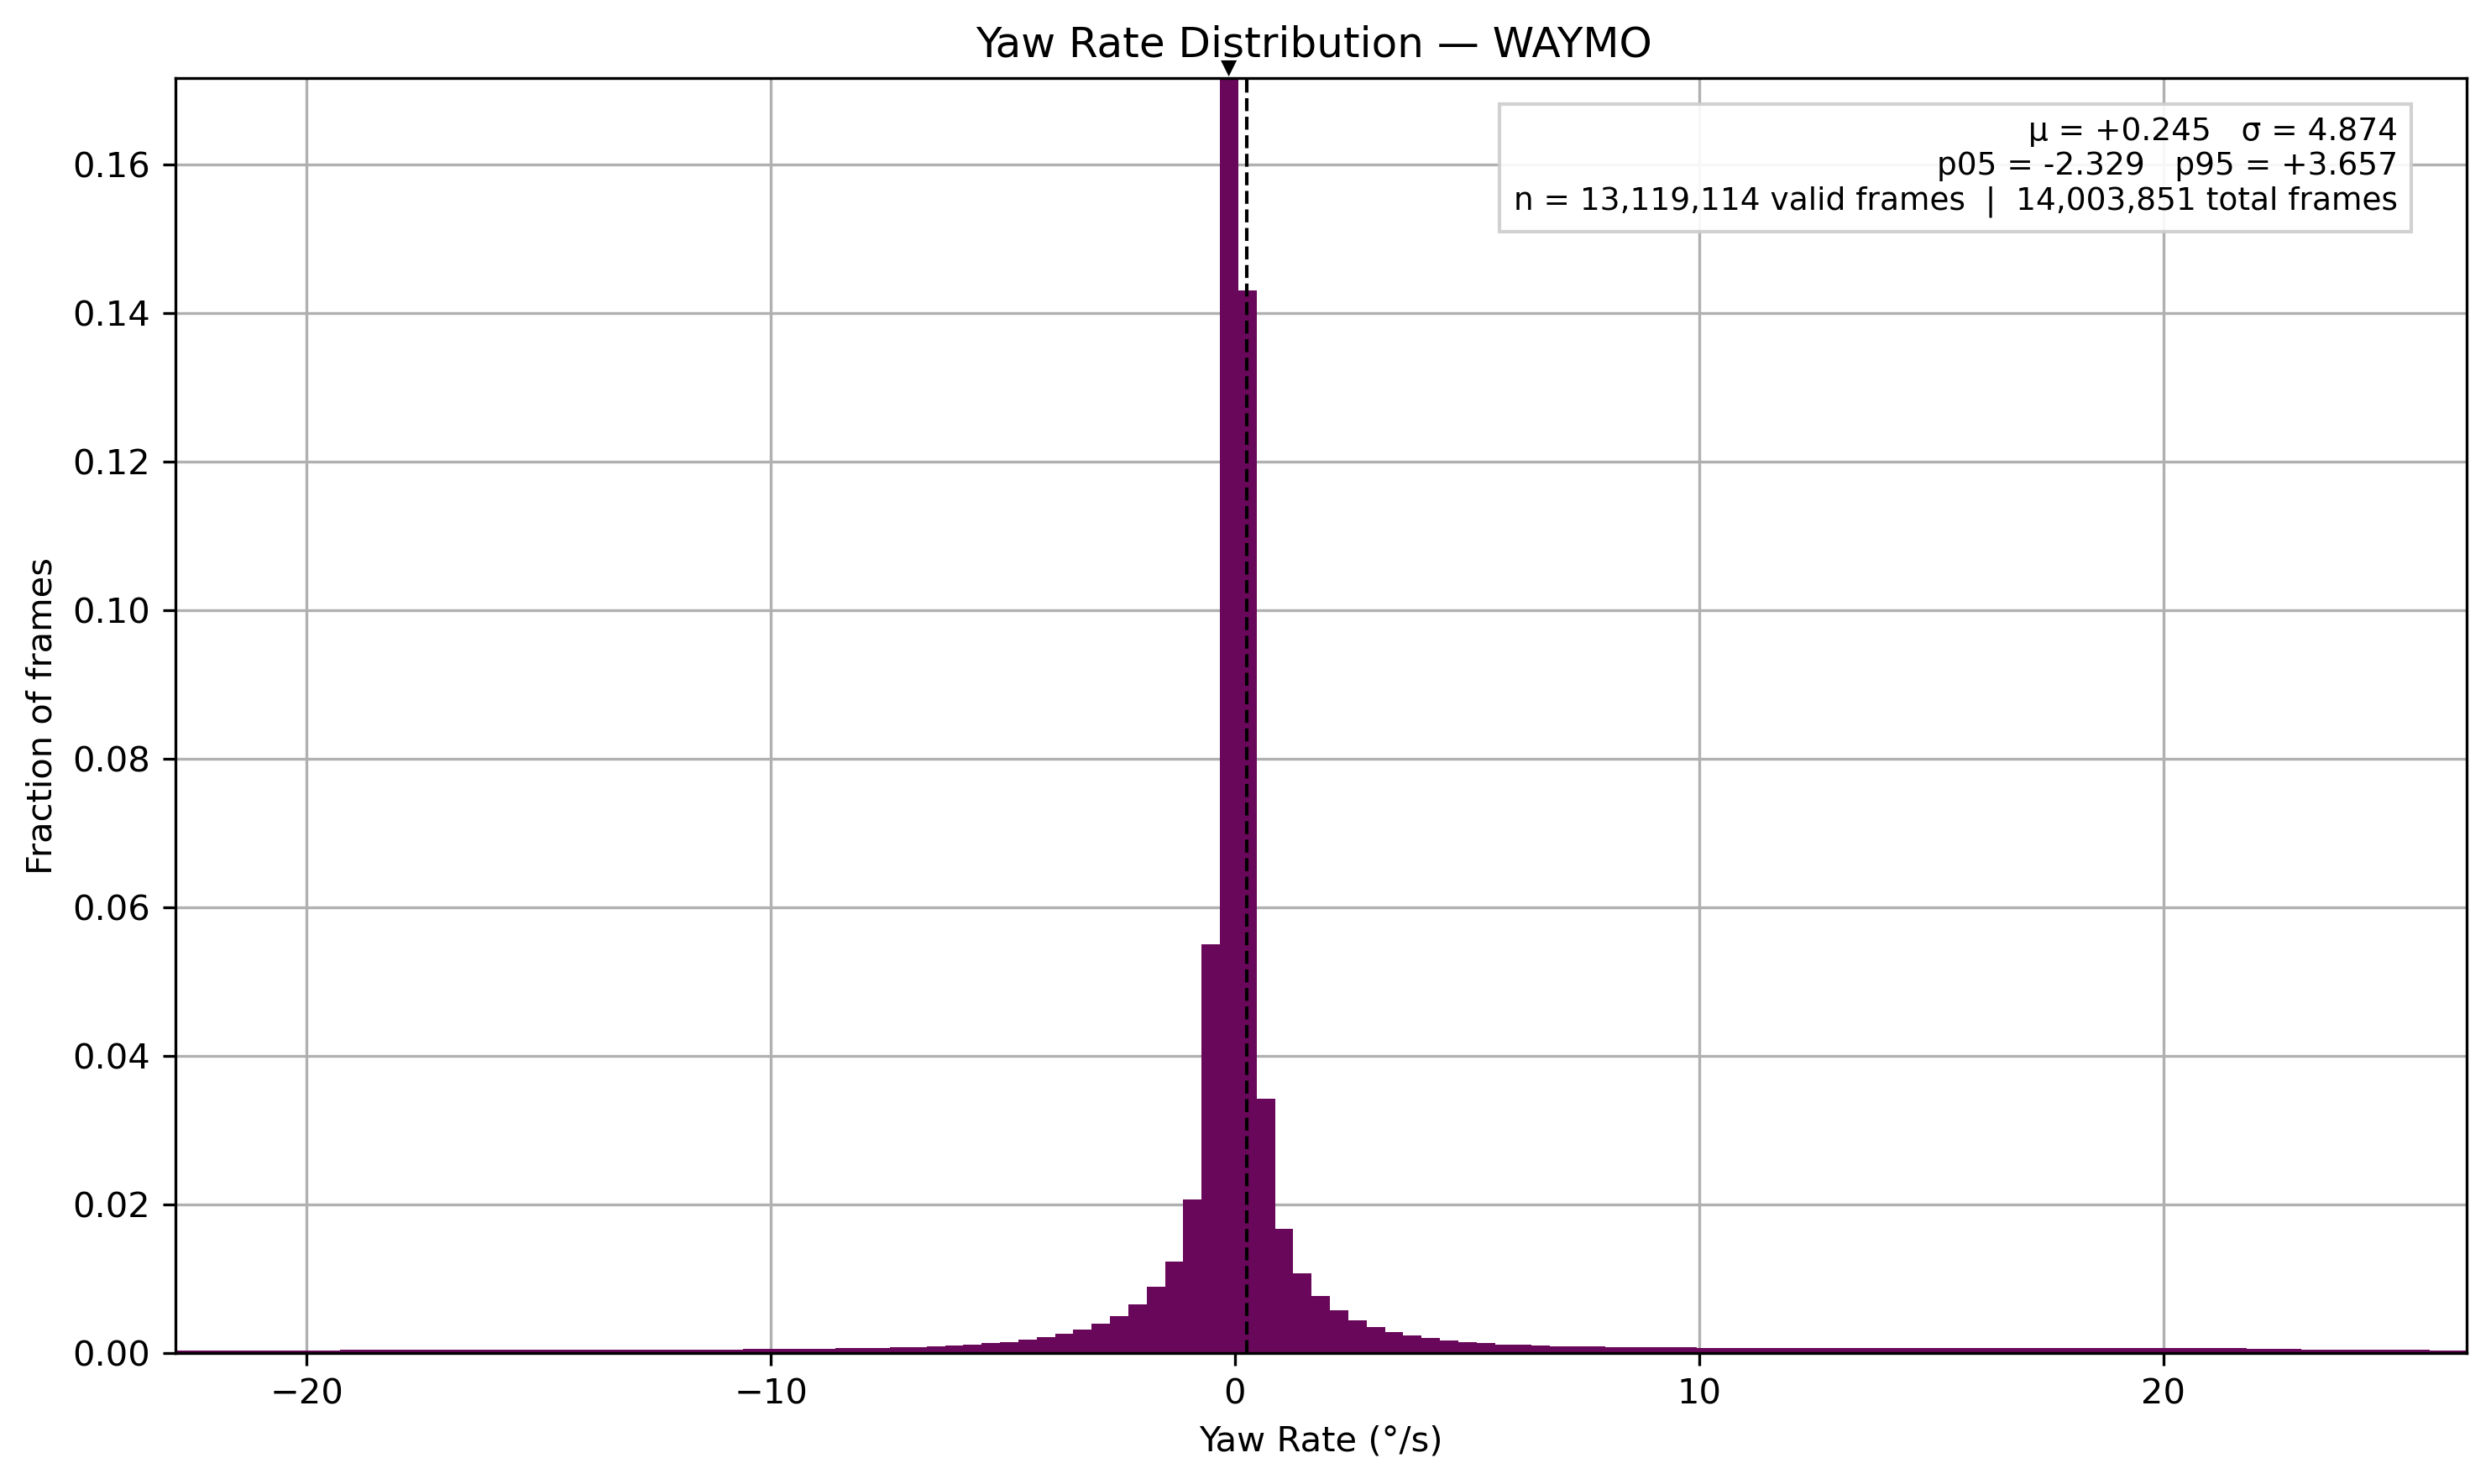 Yaw Rate Distribution — WAYMO
μ = +0.245   σ = 4.874
p05 = -2.329   p95 = +3.657
n = 13,119,114 valid frames  |  14,003,851 total frames
0.16
0.14
0.12
0.10
0.08
0.06
0.04
0.02
0.00
Fraction of frames
−20
−10
0
10
20
Yaw Rate (°/s)